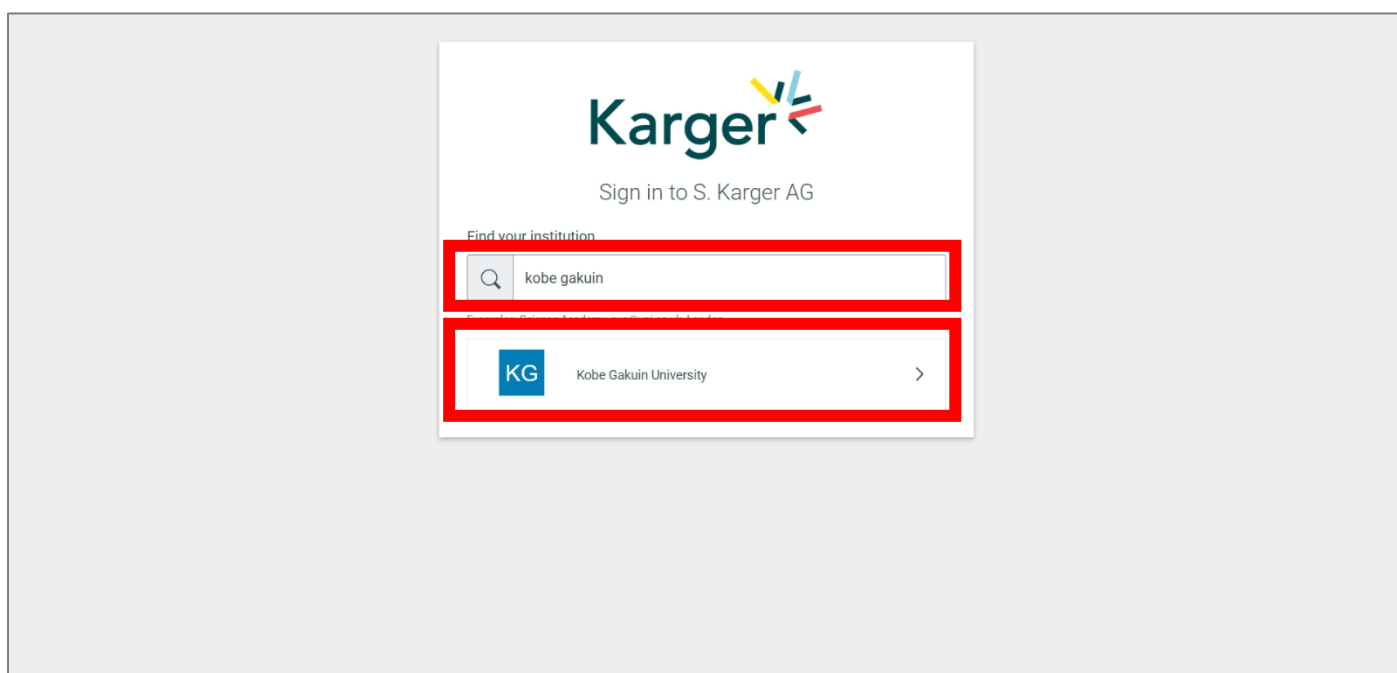 Karger
Sign in to S. Karger AG
Find your institution
kobe gakuin
KG
Kobe Gakuin University